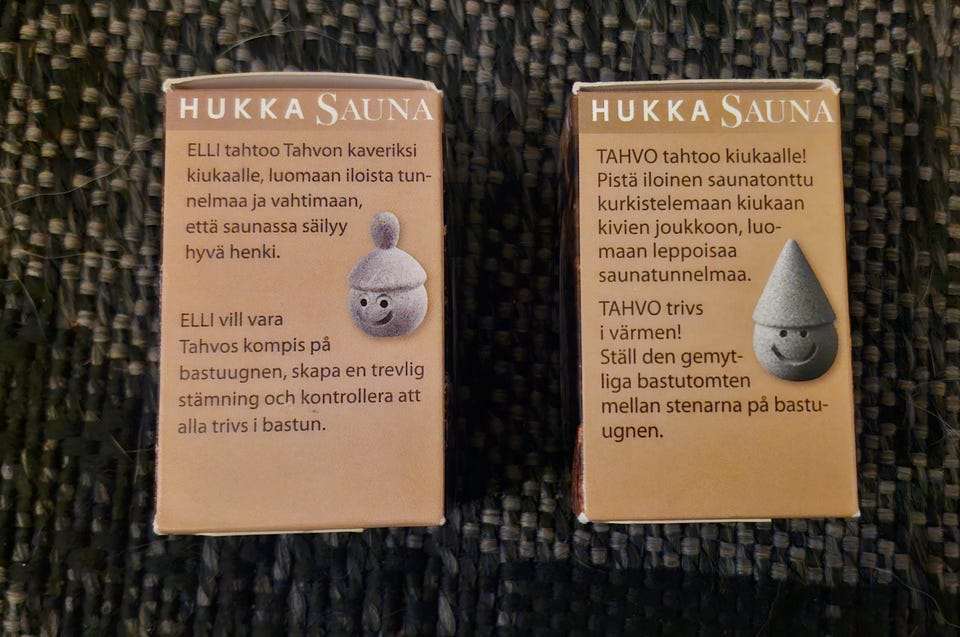 HUKKA SAUNA
ELLI tahtoo Tahvon kaveriksi
kiukaalle, luomaan iloista tun-
nelmaa ja vahtimaan,
että saunassa säilyy
hyvä henki.
ELLI vill vara
Tahvos kompis på
bastuugnen, skapa en trevlig
stämning och kontrollera att
alla trivs i bastun.
HUKKA SAUNA
TAHVO tahtoo kiukaalle!
Pistä iloinen saunatonttu
kurkistelemaan kiukaan
kivien joukkoon, luo-
maan leppoisaa
saunatunnelmaa.
TAHVO trivs
i värmen!
Ställ den gemyt-
liga bastutomten
mellan stenarna på bastu-
ugnen.